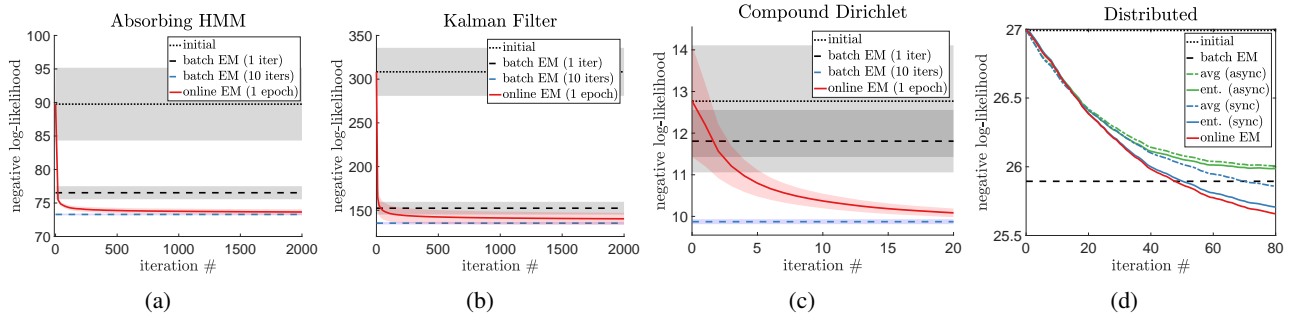 Absorbing HMM
negative log-likelihood
100
95
90
85
80
75
70
initial
batch EM (1 iter)
batch EM (10 iters)
online EM (1 epoch)
0
500
1000
1500
2000
iteration #
(a)
Kalman Filter
negative log-likelihood
350
300
250
200
150
initial
batch EM (1 iter)
batch EM (10 iters)
online EM (1 epoch)
0
500
1000
1500
2000
iteration #
(b)
Compound Dirichlet
negative log-likelihood
14
13
12
11
10
initial
batch EM (1 iter)
batch EM (10 iters)
online EM (1 epoch)
0
5
10
15
20
iteration #
(c)
Distributed
negative log-likelihood
27
26.5
26
25.5
initial
batch EM
avg (async)
ent. (async)
avg (sync)
ent. (sync)
online EM
0
20
40
60
80
iteration #
(d)